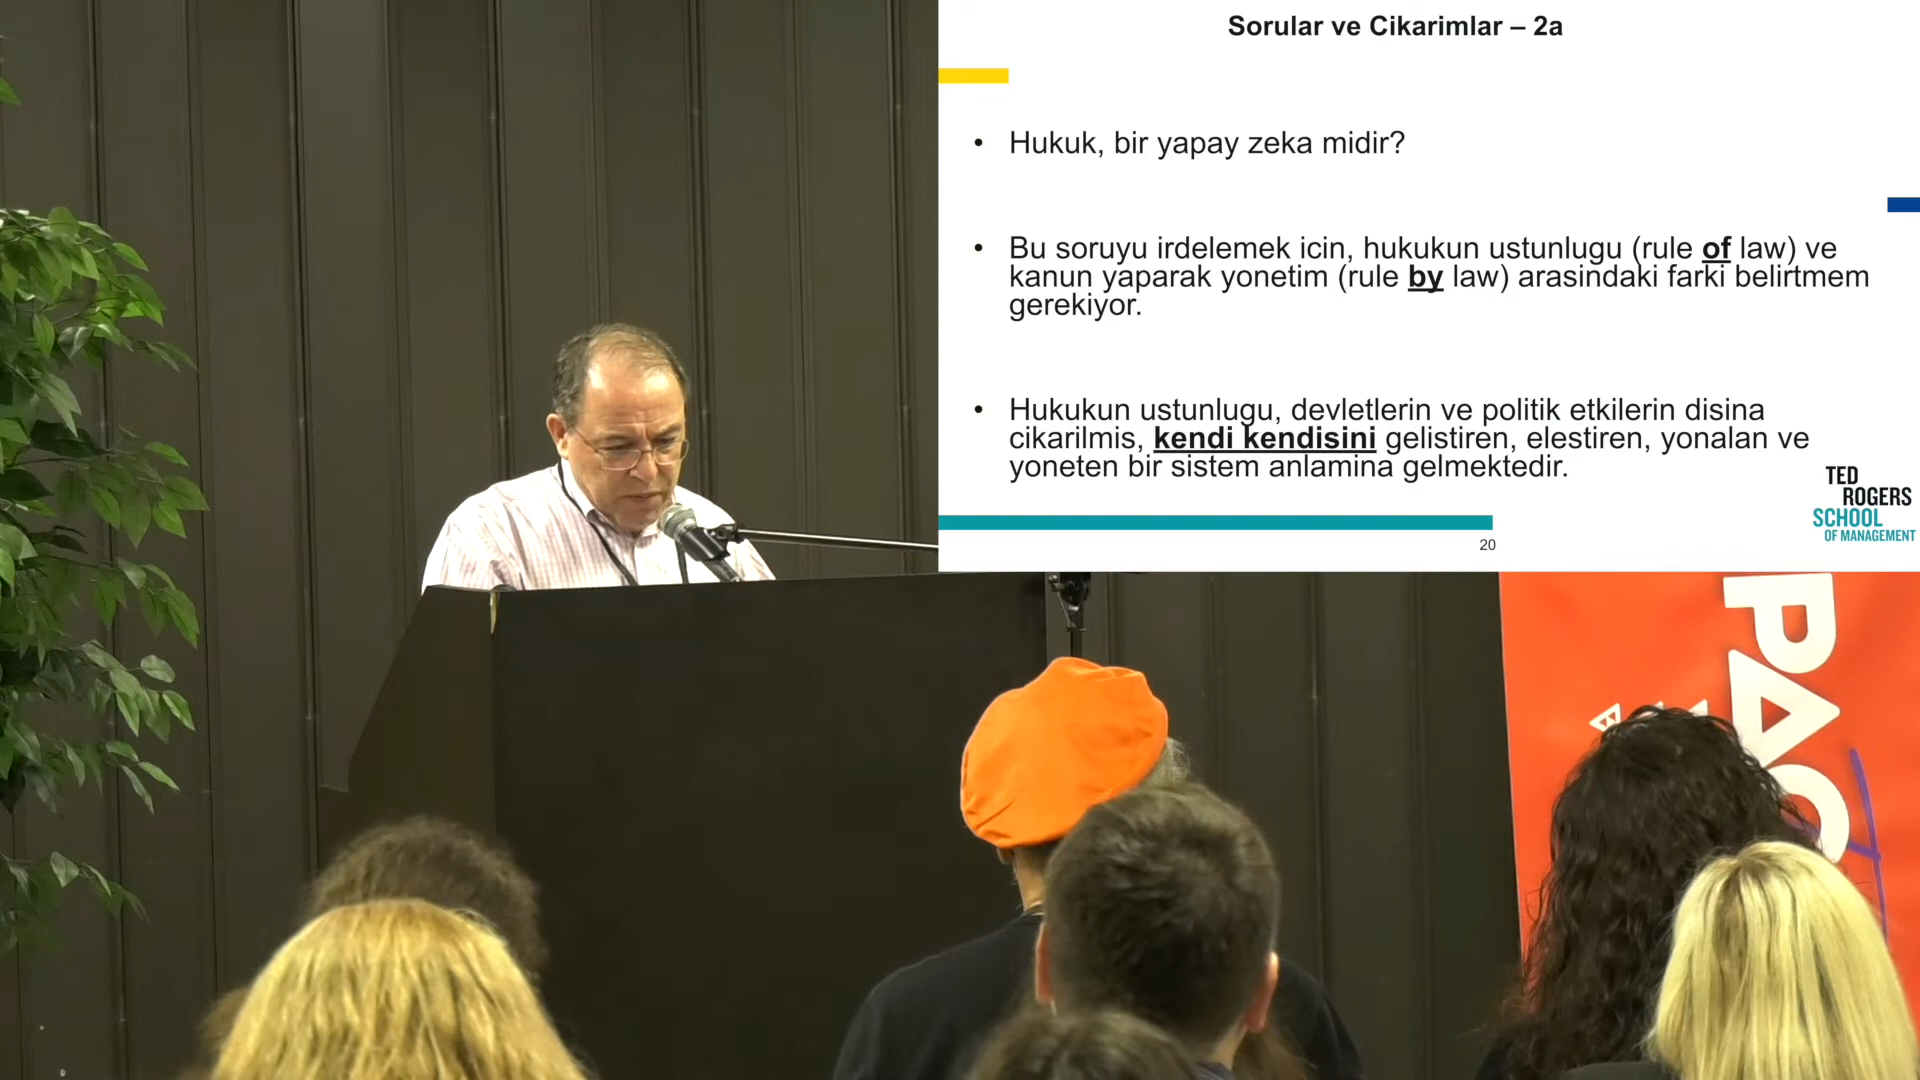 Sorular ve Cikarimlar – 2a
• Hukuk, bir yapay zeka midir?
• Bu soruyu irdelemek icin, hukukun ustunlugu (rule of law) ve
kanun yaparak yonetim (rule by law) arasindaki farki belirtmem
gerekiyor.
• Hukukun ustunlugu, devletlerin ve politik etkilerin disina
cikarilmis, kendi kendisini gelistiren, elestiren, yonalan ve
yoneten bir sistem anlamina gelmektedir.
TED
ROGERS
SCHOOL
OF MANAGEMENT
20